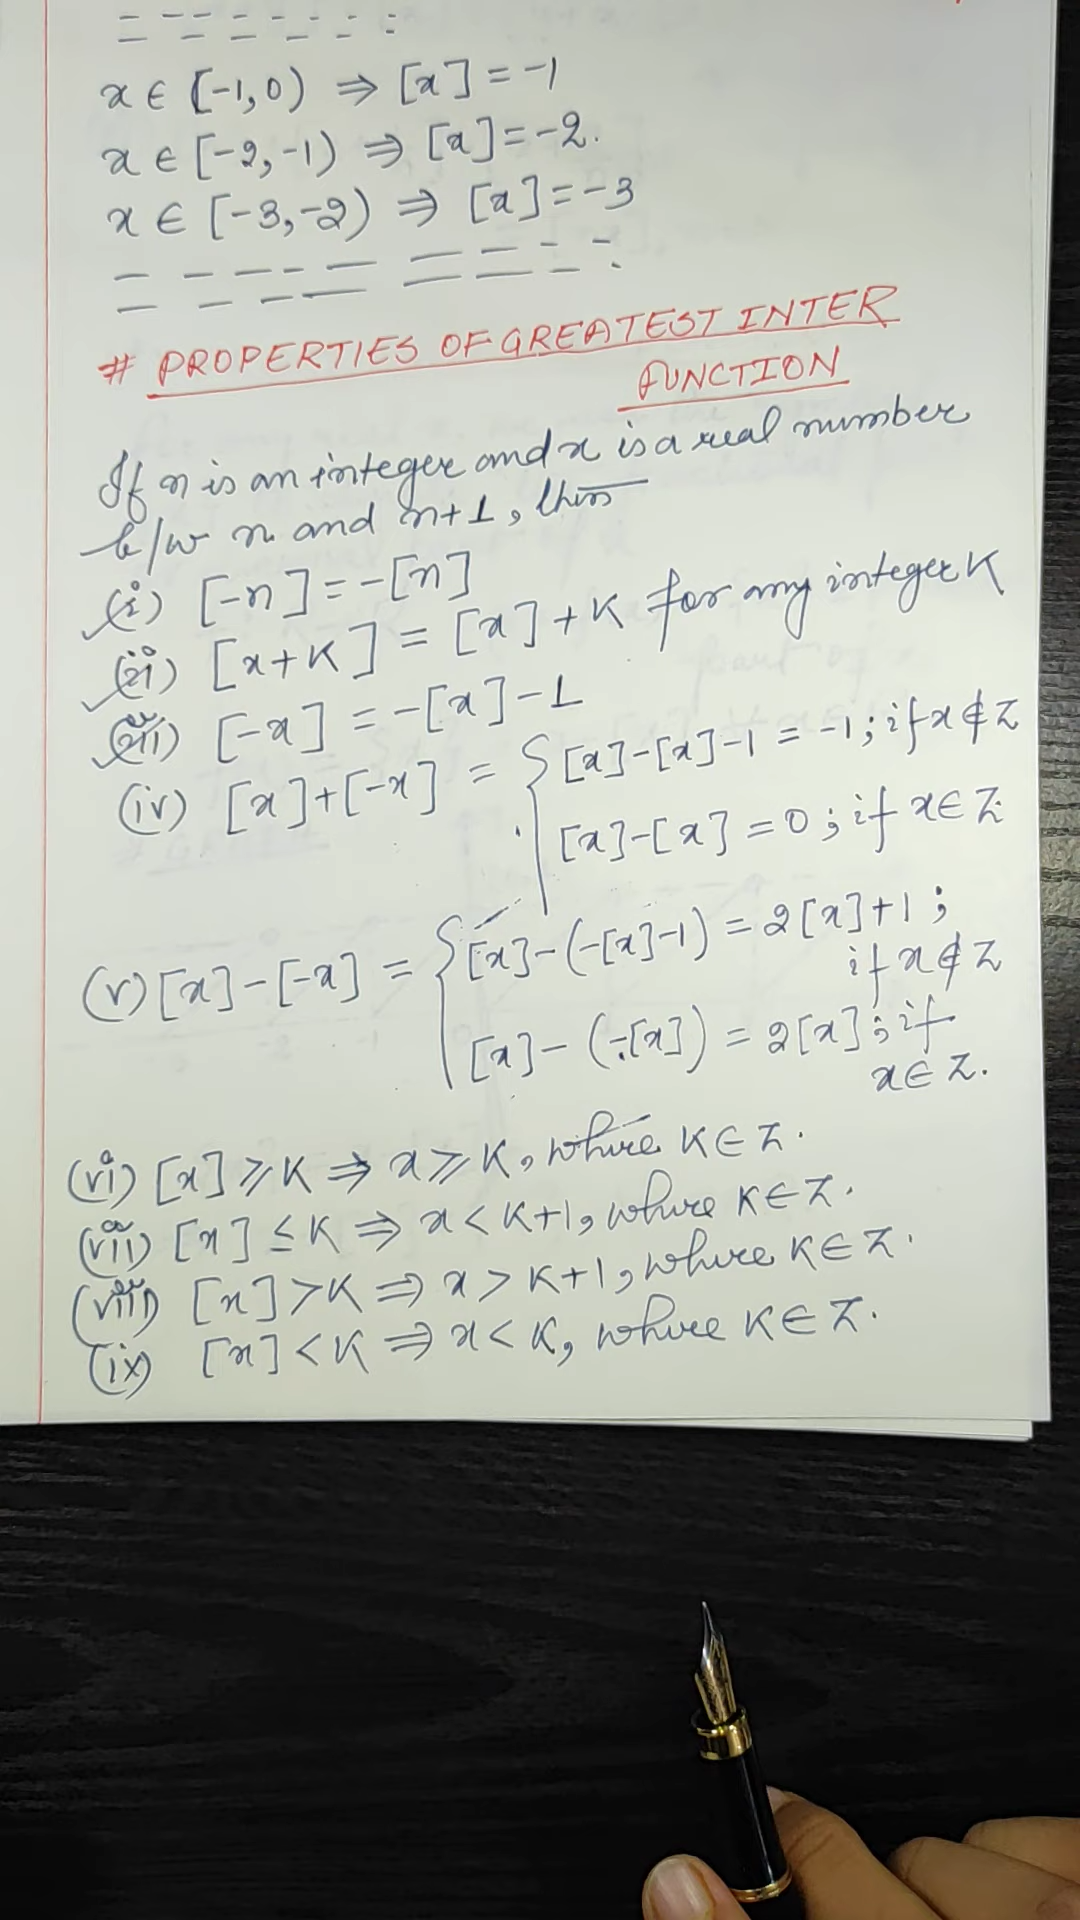 x ∈ [-1,0) ⇒ [x] = -1
x ∈ [-2,-1) ⇒ [x] = -2.
x ∈ [-3,-2) ⇒ [x] = -3
# PROPERTIES OF GREATEST INTER
FUNCTION
If n is an integer and x is a real number
b/w n and n+1, then
(i) [-n] = -[n]
(ii) [x+K] = [x]+K for any integer K
(iii) [-x] = -[x]-1
(iv) [x]+[-x] = { [x]-[x]-1 = -1; if x ∉ Z
[x]-[x] = 0; if x ∈ Z
(v) [x]-[-x] = { [x]-(-[x]-1) = 2[x]+1;
if x ∉ Z
[x]-(-[x]) = 2[x]; if
x ∈ Z.
(vi) [x] ⩾ K ⇒ x ⩾ K, where K ∈ Z.
(vii) [x] ≤ K ⇒ x < K+1, where K ∈ Z.
(viii) [x] > K ⇒ x > K+1, where K ∈ Z.
(ix) [x] < K ⇒ x < K, where K ∈ Z.